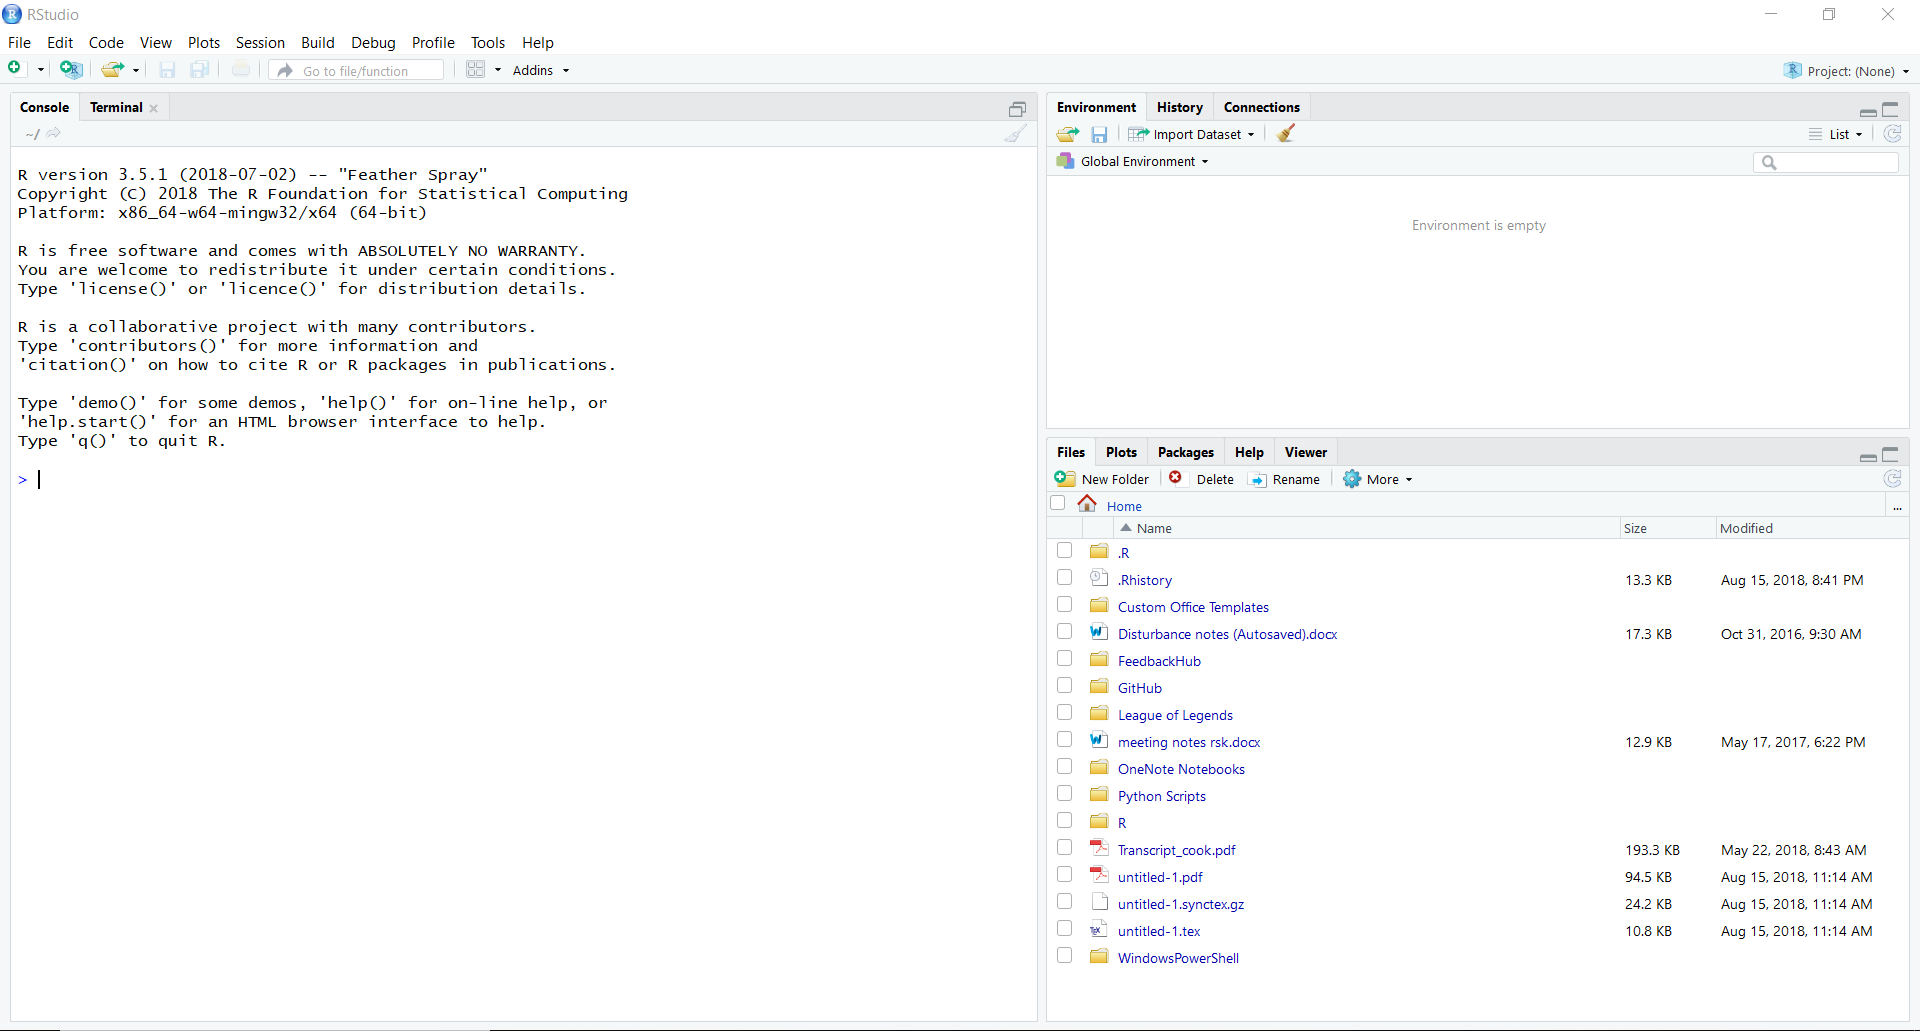 RStudio
File Edit Code View Plots Session Build Debug Profile Tools Help
Go to file/function Addins Project: (None)
Console Terminal
~/
R version 3.5.1 (2018-07-02) -- "Feather Spray"
Copyright (C) 2018 The R Foundation for Statistical Computing
Platform: x86_64-w64-mingw32/x64 (64-bit)
R is free software and comes with ABSOLUTELY NO WARRANTY.
You are welcome to redistribute it under certain conditions.
Type 'license()' or 'licence()' for distribution details.
R is a collaborative project with many contributors.
Type 'contributors()' for more information and
'citation()' on how to cite R or R packages in publications.
Type 'demo()' for some demos, 'help()' for on-line help, or
'help.start()' for an HTML browser interface to help.
Type 'q()' to quit R.
>
Environment History Connections
Import Dataset List
Global Environment
Environment is empty
Files Plots Packages Help Viewer
New Folder Delete Rename More
Home ...
Name Size Modified
.R
.Rhistory 13.3 KB Aug 15, 2018, 8:41 PM
Custom Office Templates
Disturbance notes (Autosaved).docx 17.3 KB Oct 31, 2016, 9:30 AM
FeedbackHub
GitHub
League of Legends
meeting notes rsk.docx 12.9 KB May 17, 2017, 6:22 PM
OneNote Notebooks
Python Scripts
R
Transcript_cook.pdf 193.3 KB May 22, 2018, 8:43 AM
untitled-1.pdf 94.5 KB Aug 15, 2018, 11:14 AM
untitled-1.synctex.gz 24.2 KB Aug 15, 2018, 11:14 AM
untitled-1.tex 10.8 KB Aug 15, 2018, 11:14 AM
WindowsPowerShell